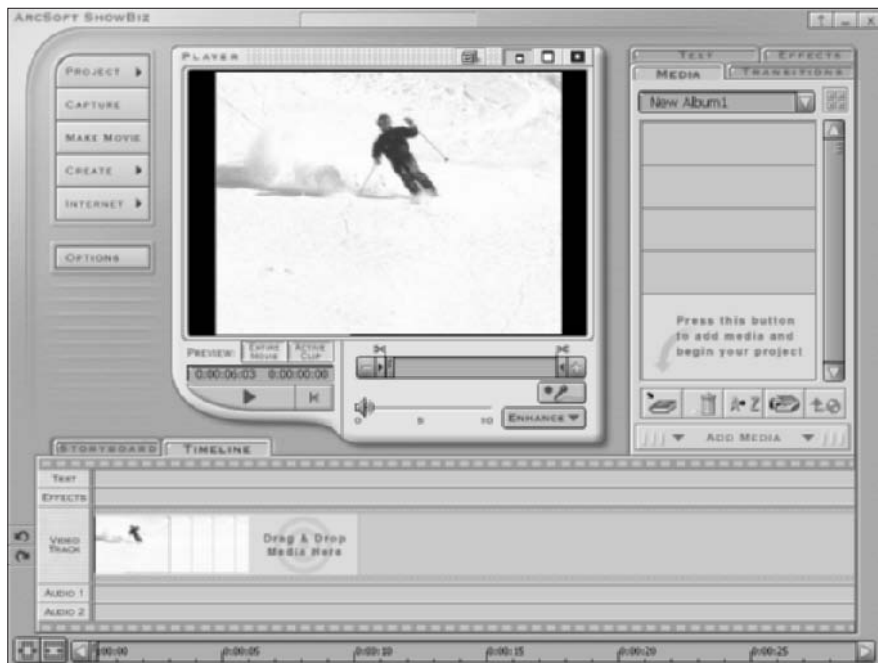 ArcSoft ShowBiz
Player
Text
Effects
Media
Transitions
Project
Capture
Make Movie
Create
Internet
Options
New Album1
Press this button
to add media and
begin your project
Preview:
Entire
Movie
Active
Clip
0:00:06:03 0:00:00:00
0 5 10
Enhance
A Z
Add Media
Storyboard
Timeline
Text
Effects
Video
Track
Drag & Drop
Media Here
Audio 1
Audio 2
0:00:00 0:00:05 0:00:10 0:00:15 0:00:20 0:00:25